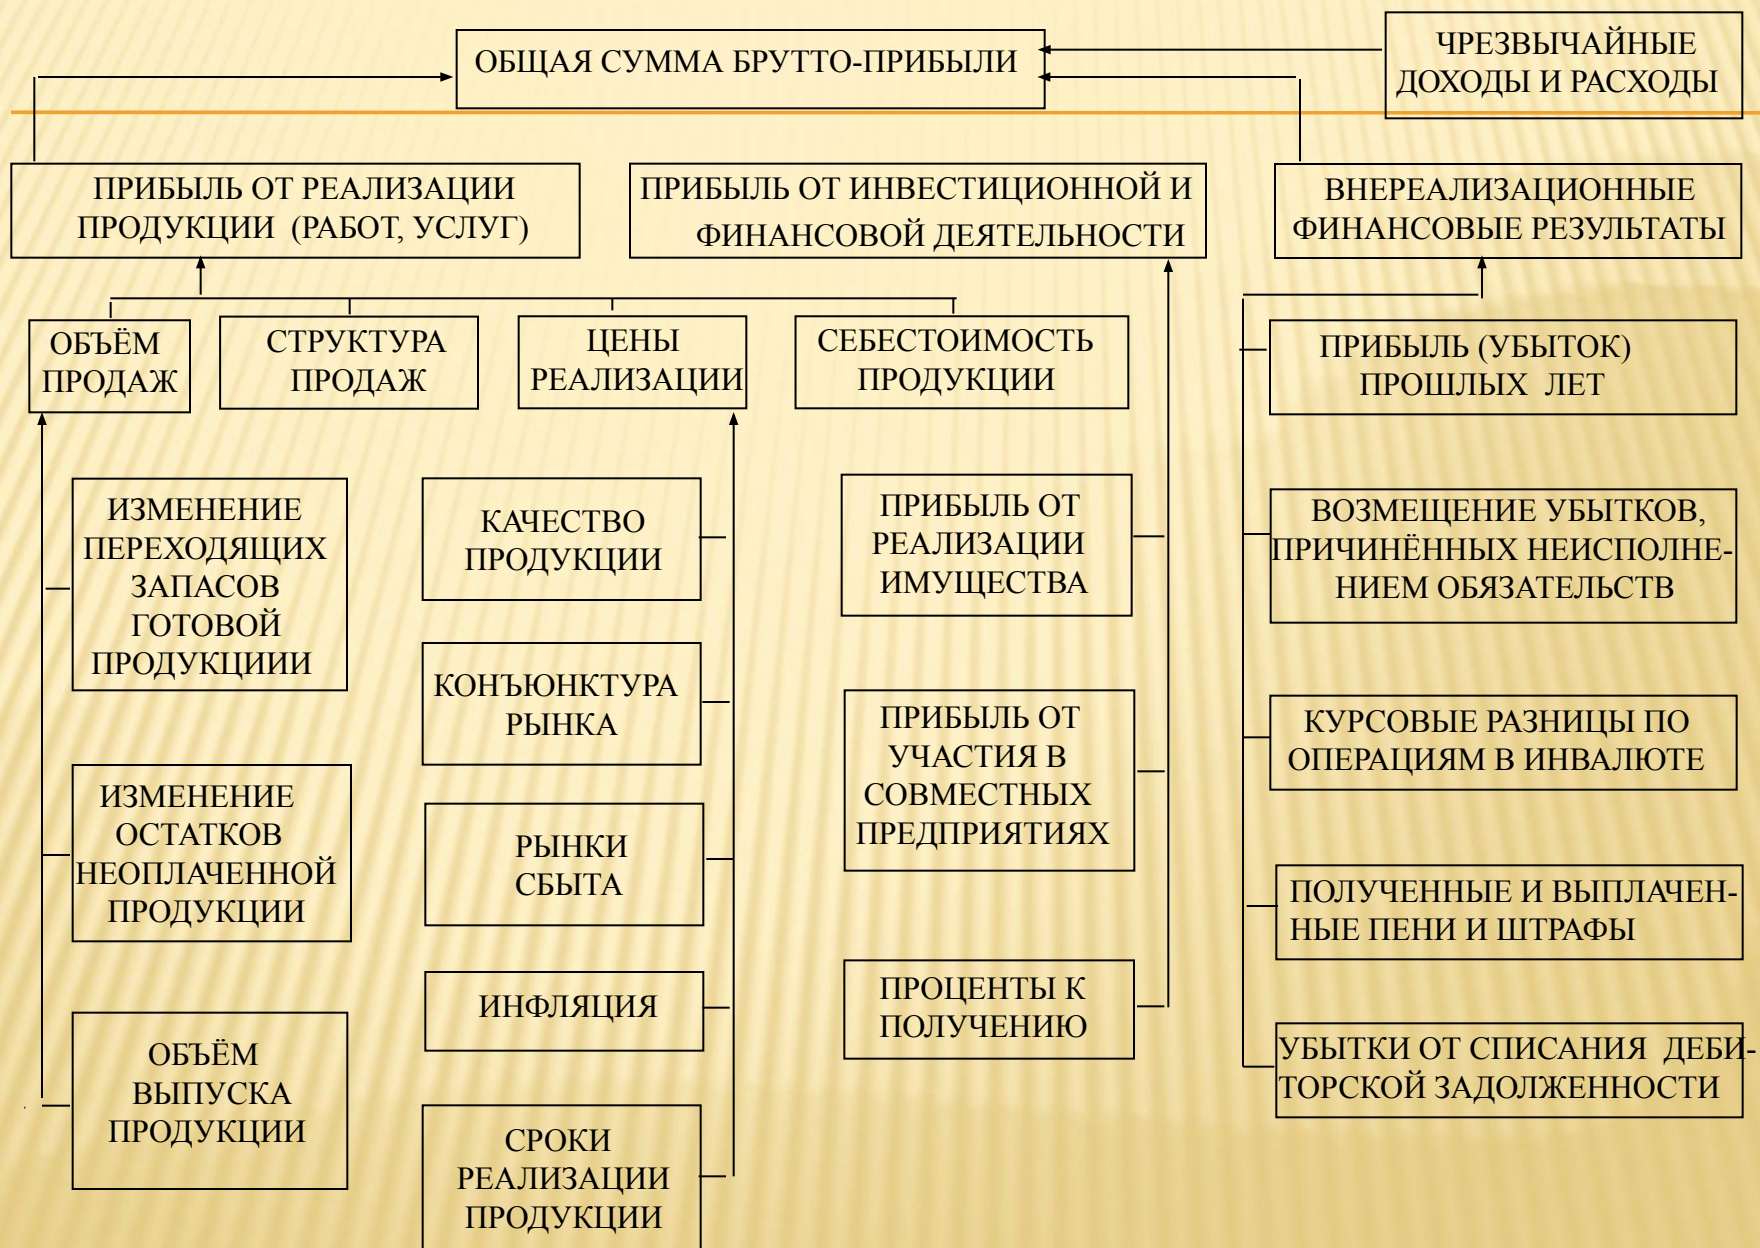 ОБЩАЯ СУММА БРУТТО-ПРИБЫЛИ
ЧРЕЗВЫЧАЙНЫЕ
ДОХОДЫ И РАСХОДЫ
ПРИБЫЛЬ ОТ РЕАЛИЗАЦИИ
ПРОДУКЦИИ (РАБОТ, УСЛУГ)
ПРИБЫЛЬ ОТ ИНВЕСТИЦИОННОЙ И
ФИНАНСОВОЙ ДЕЯТЕЛЬНОСТИ
ВНЕРЕАЛИЗАЦИОННЫЕ
ФИНАНСОВЫЕ РЕЗУЛЬТАТЫ
ОБЪЁМ
ПРОДАЖ
СТРУКТУРА
ПРОДАЖ
ЦЕНЫ
РЕАЛИЗАЦИИ
СЕБЕСТОИМОСТЬ
ПРОДУКЦИИ
ПРИБЫЛЬ (УБЫТОК)
ПРОШЛЫХ ЛЕТ
ИЗМЕНЕНИЕ
ПЕРЕХОДЯЩИХ
ЗАПАСОВ
ГОТОВОЙ
ПРОДУКЦИИИ
КАЧЕСТВО
ПРОДУКЦИИ
ПРИБЫЛЬ ОТ
РЕАЛИЗАЦИИ
ИМУЩЕСТВА
ВОЗМЕЩЕНИЕ УБЫТКОВ,
ПРИЧИНЁННЫХ НЕИСПОЛНЕ-
НИЕМ ОБЯЗАТЕЛЬСТВ
КОНЪЮНКТУРА
РЫНКА
ПРИБЫЛЬ ОТ
УЧАСТИЯ В
СОВМЕСТНЫХ
ПРЕДПРИЯТИЯХ
КУРСОВЫЕ РАЗНИЦЫ ПО
ОПЕРАЦИЯМ В ИНВАЛЮТЕ
ИЗМЕНЕНИЕ
ОСТАТКОВ
НЕОПЛАЧЕННОЙ
ПРОДУКЦИИ
РЫНКИ
СБЫТА
ПОЛУЧЕННЫЕ И ВЫПЛАЧЕН-
НЫЕ ПЕНИ И ШТРАФЫ
ИНФЛЯЦИЯ
ПРОЦЕНТЫ К
ПОЛУЧЕНИЮ
ОБЪЁМ
ВЫПУСКА
ПРОДУКЦИИ
УБЫТКИ ОТ СПИСАНИЯ ДЕБИ-
ТОРСКОЙ ЗАДОЛЖЕННОСТИ
СРОКИ
РЕАЛИЗАЦИИ
ПРОДУКЦИИ